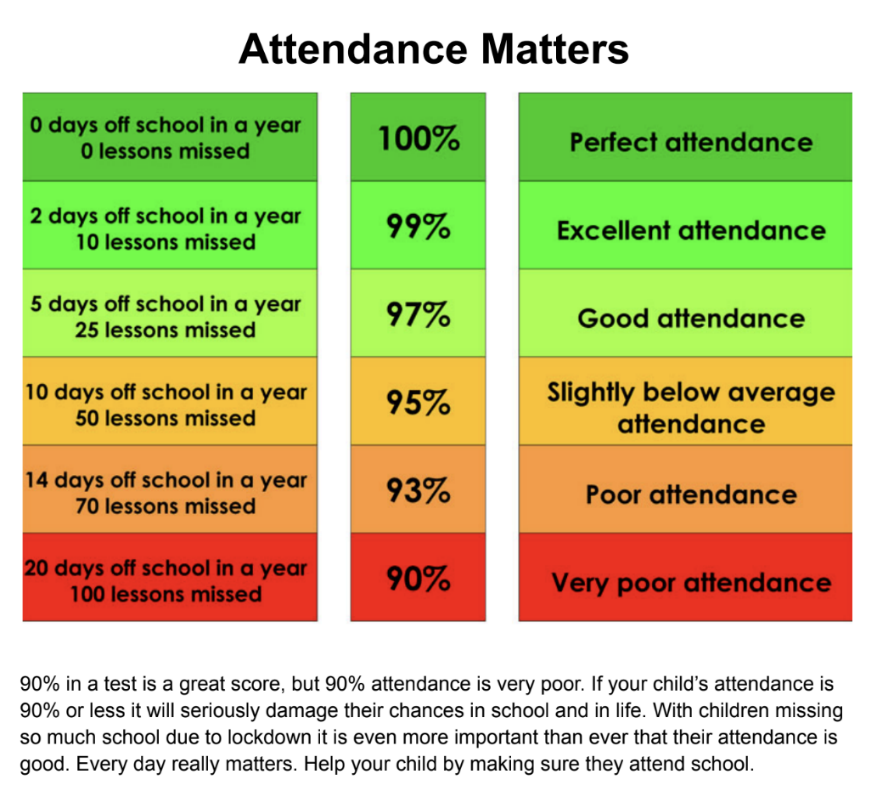 Attendance Matters
0 days off school in a year
0 lessons missed
100%
Perfect attendance
2 days off school in a year
10 lessons missed
99%
Excellent attendance
5 days off school in a year
25 lessons missed
97%
Good attendance
10 days off school in a year
50 lessons missed
95%
Slightly below average
attendance
14 days off school in a year
70 lessons missed
93%
Poor attendance
20 days off school in a year
100 lessons missed
90%
Very poor attendance
90% in a test is a great score, but 90% attendance is very poor. If your child’s attendance is
90% or less it will seriously damage their chances in school and in life. With children missing
so much school due to lockdown it is even more important than ever that their attendance is
good. Every day really matters. Help your child by making sure they attend school.